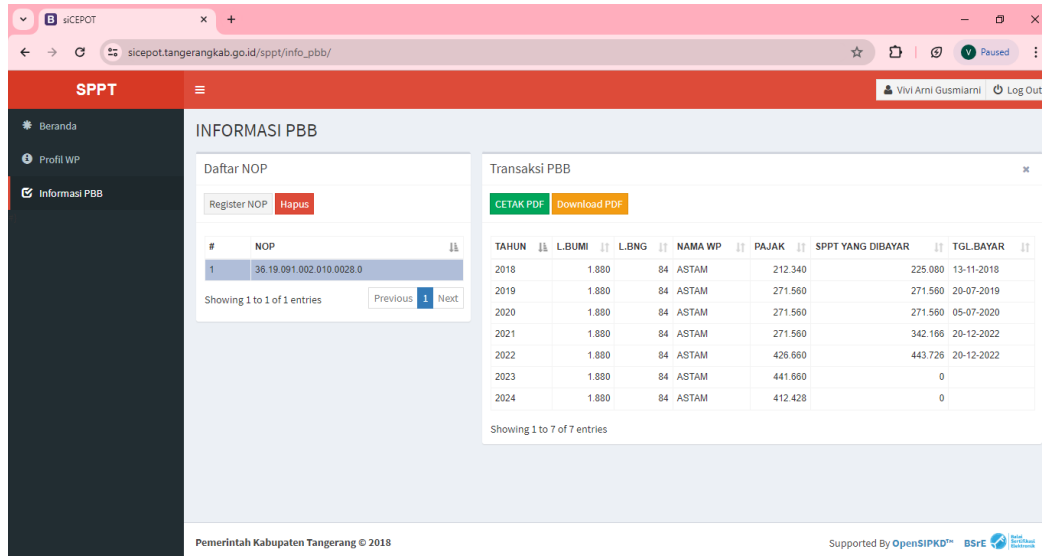 siCEPOT
sicepot.tangerangkab.go.id/sppt/info_pbb/
V Paused
SPPT
Vivi Arni Gusmiarni Log Out
Beranda
Profil WP
Informasi PBB
INFORMASI PBB
Daftar NOP
Register NOP Hapus
# NOP
1 36.19.091.002.010.0028.0
Showing 1 to 1 of 1 entries
Previous 1 Next
Transaksi PBB
CETAK PDF Download PDF
TAHUN L.BUMI L.BNG NAMA WP PAJAK SPPT YANG DIBAYAR TGL.BAYAR
2018 1.880 84 ASTAM 212.340 225.080 13-11-2018
2019 1.880 84 ASTAM 271.560 271.560 20-07-2019
2020 1.880 84 ASTAM 271.560 271.560 05-07-2020
2021 1.880 84 ASTAM 271.560 342.166 20-12-2022
2022 1.880 84 ASTAM 426.660 443.726 20-12-2022
2023 1.880 84 ASTAM 441.660 0
2024 1.880 84 ASTAM 412.428 0
Showing 1 to 7 of 7 entries
Pemerintah Kabupaten Tangerang © 2018
Supported By OpenSIPKD™ BSrE
Balai
Sertifikasi
Elektronik